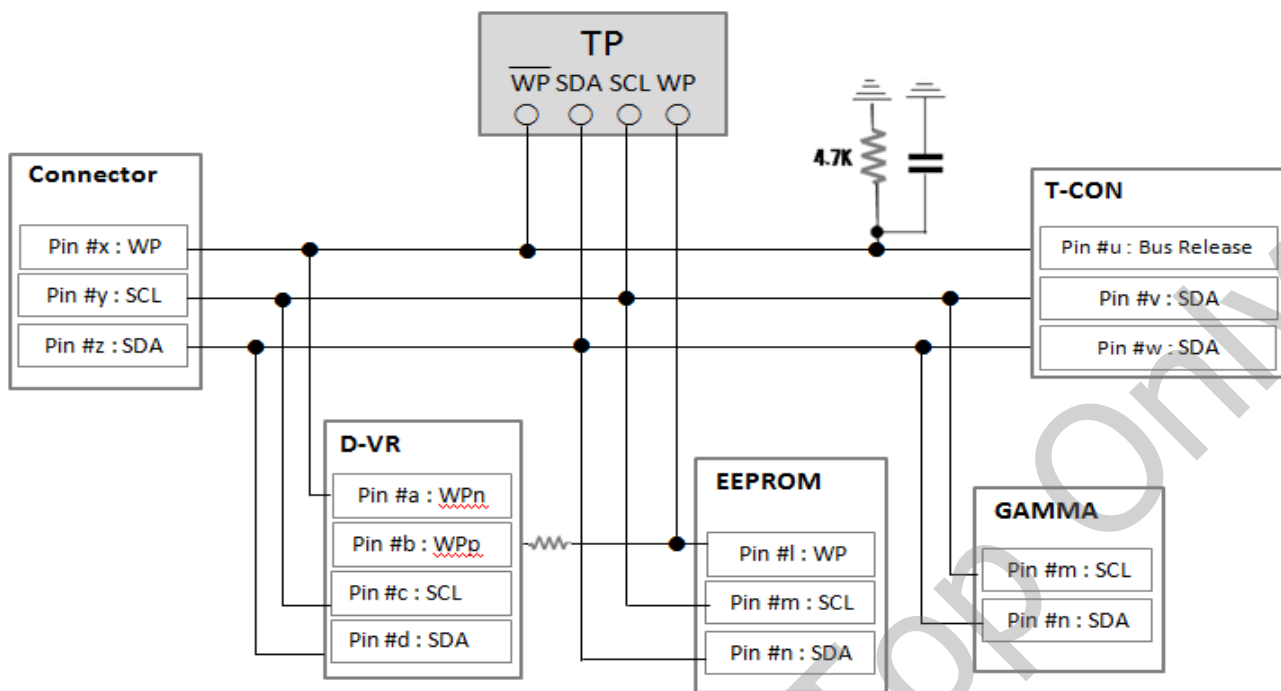 TP
WP SDA SCL WP
4.7K
Connector
Pin #x : WP
Pin #y : SCL
Pin #z : SDA
T-CON
Pin #u : Bus Release
Pin #v : SDA
Pin #w : SDA
D-VR
Pin #a : WPn
Pin #b : WPp
Pin #c : SCL
Pin #d : SDA
EEPROM
Pin #l : WP
Pin #m : SCL
Pin #n : SDA
GAMMA
Pin #m : SCL
Pin #n : SDA
Top Only